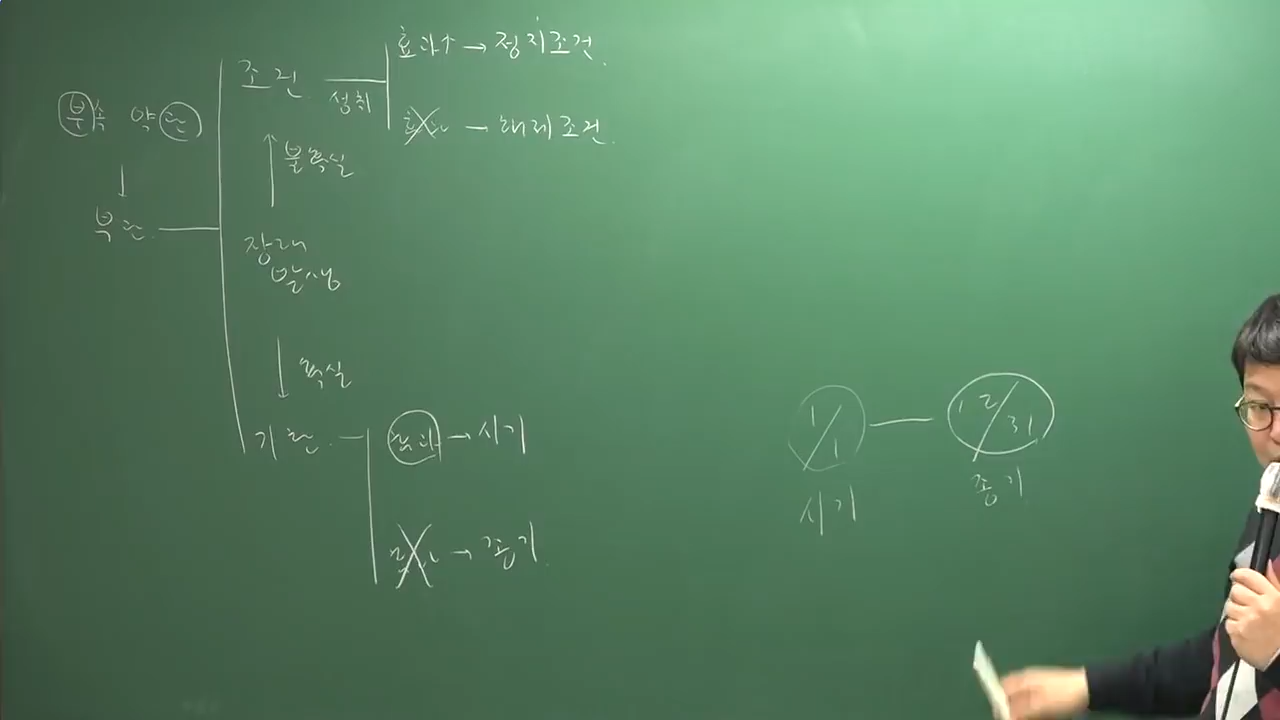 부속 약관
부관
조건
성취
효과↑ → 정지조건
효과 → 해제조건
불확실
장래
발생
확실
기한
효과 → 시기
효과 → 종기
1/1 — 12/31
시기
종기